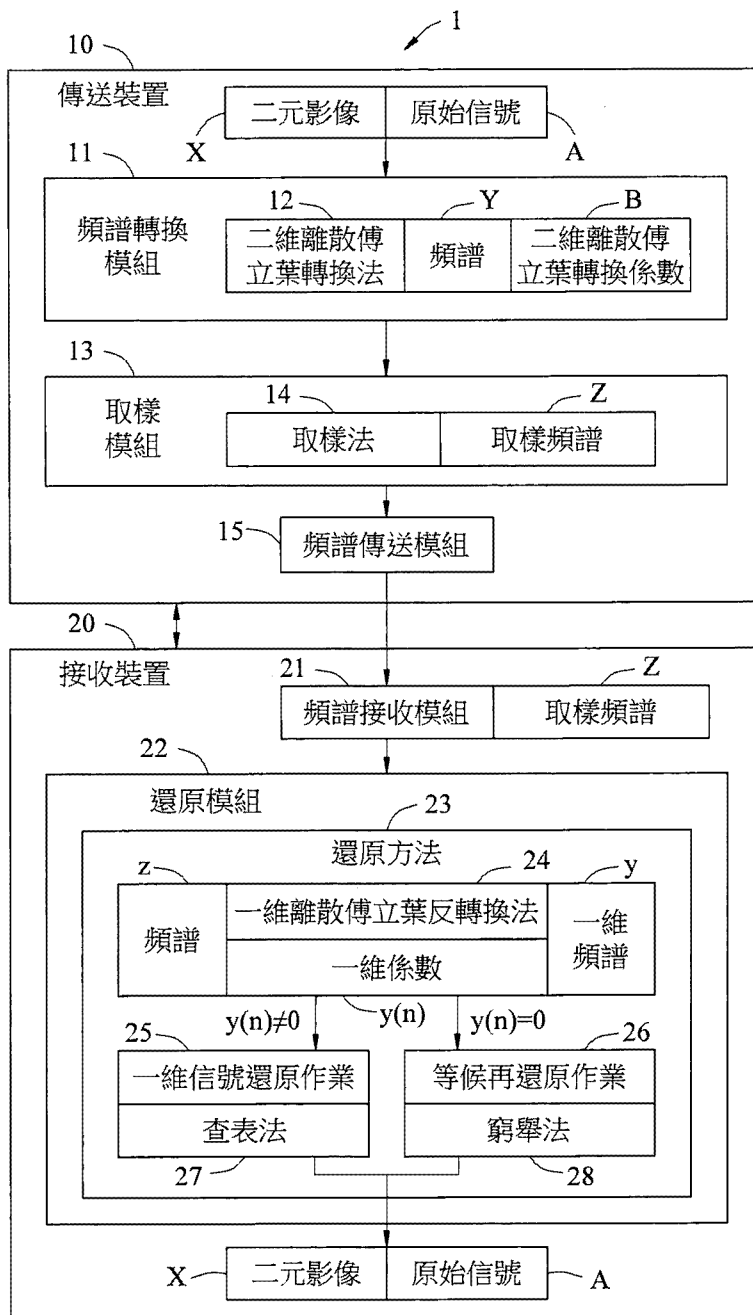 1
10
傳送裝置
二元影像 原始信號
X A
11
頻譜轉換
模組
12 Y B
二維離散傅
立葉轉換法
頻譜
二維離散傅
立葉轉換係數
13
取樣
模組
14 Z
取樣法 取樣頻譜
15
頻譜傳送模組
20
接收裝置
21 Z
頻譜接收模組 取樣頻譜
22
還原模組
23
還原方法
z 24 y
頻譜
一維離散傅立葉反轉換法
一維係數
一維
頻譜
y(n)≠0 y(n) y(n)=0
25 26
一維信號還原作業 等候再還原作業
查表法 窮舉法
27 28
X 二元影像 原始信號 A